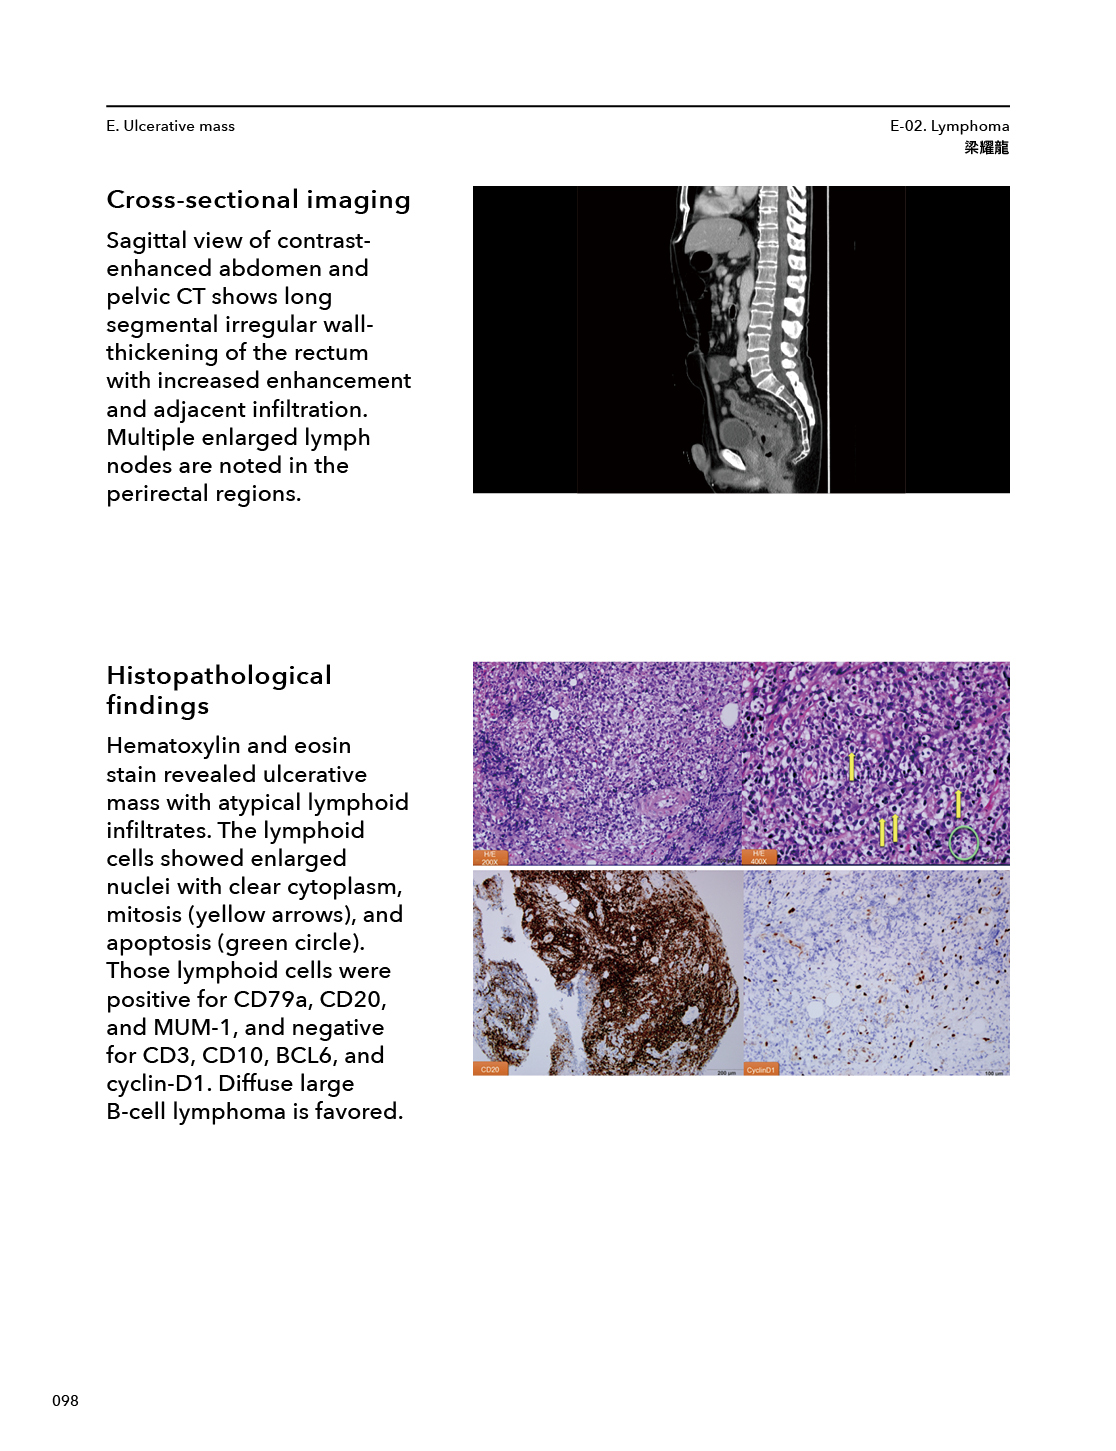 E. Ulcerative mass
E-02. Lymphoma
梁耀龍
Cross-sectional imaging
Sagittal view of contrast-
enhanced abdomen and
pelvic CT shows long
segmental irregular wall-
thickening of the rectum
with increased enhancement
and adjacent infiltration.
Multiple enlarged lymph
nodes are noted in the
perirectal regions.
Histopathological
findings
Hematoxylin and eosin
stain revealed ulcerative
mass with atypical lymphoid
infiltrates. The lymphoid
cells showed enlarged
nuclei with clear cytoplasm,
mitosis (yellow arrows), and
apoptosis (green circle).
Those lymphoid cells were
positive for CD79a, CD20,
and MUM-1, and negative
for CD3, CD10, BCL6, and
cyclin-D1. Diffuse large
B-cell lymphoma is favored.
H/E
200X
H/E
400X
CD20
200 µm
CyclinD1
100 µm
098